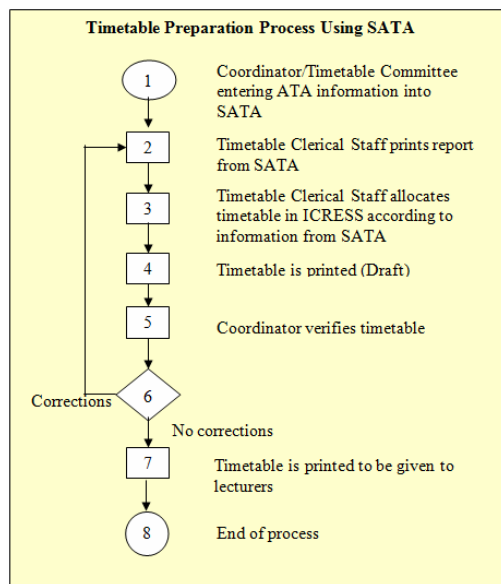 Timetable Preparation Process Using SATA
1
Coordinator/Timetable Committee
entering ATA information into
SATA
2
Timetable Clerical Staff prints report
from SATA
3
Timetable Clerical Staff allocates
timetable in ICRESS according to
information from SATA
4
Timetable is printed (Draft)
5
Coordinator verifies timetable
6
Corrections
No corrections
7
Timetable is printed to be given to
lecturers
8
End of process